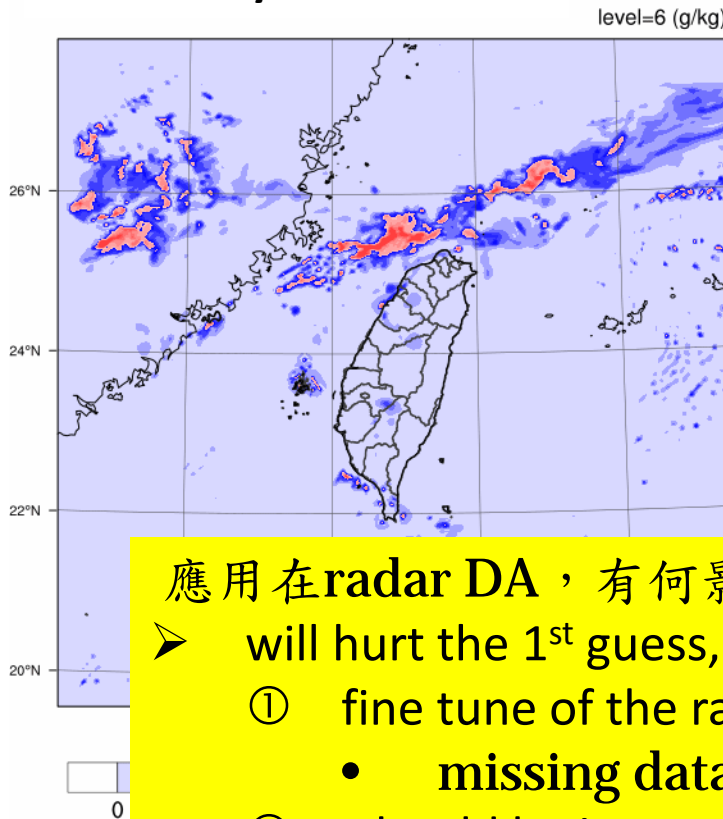 level=6 (g/kg)
26°N
24°N
22°N
20°N
應用在radar DA，有何
➢ will hurt the 1st guess,
① fine tune of the
• missing data
0